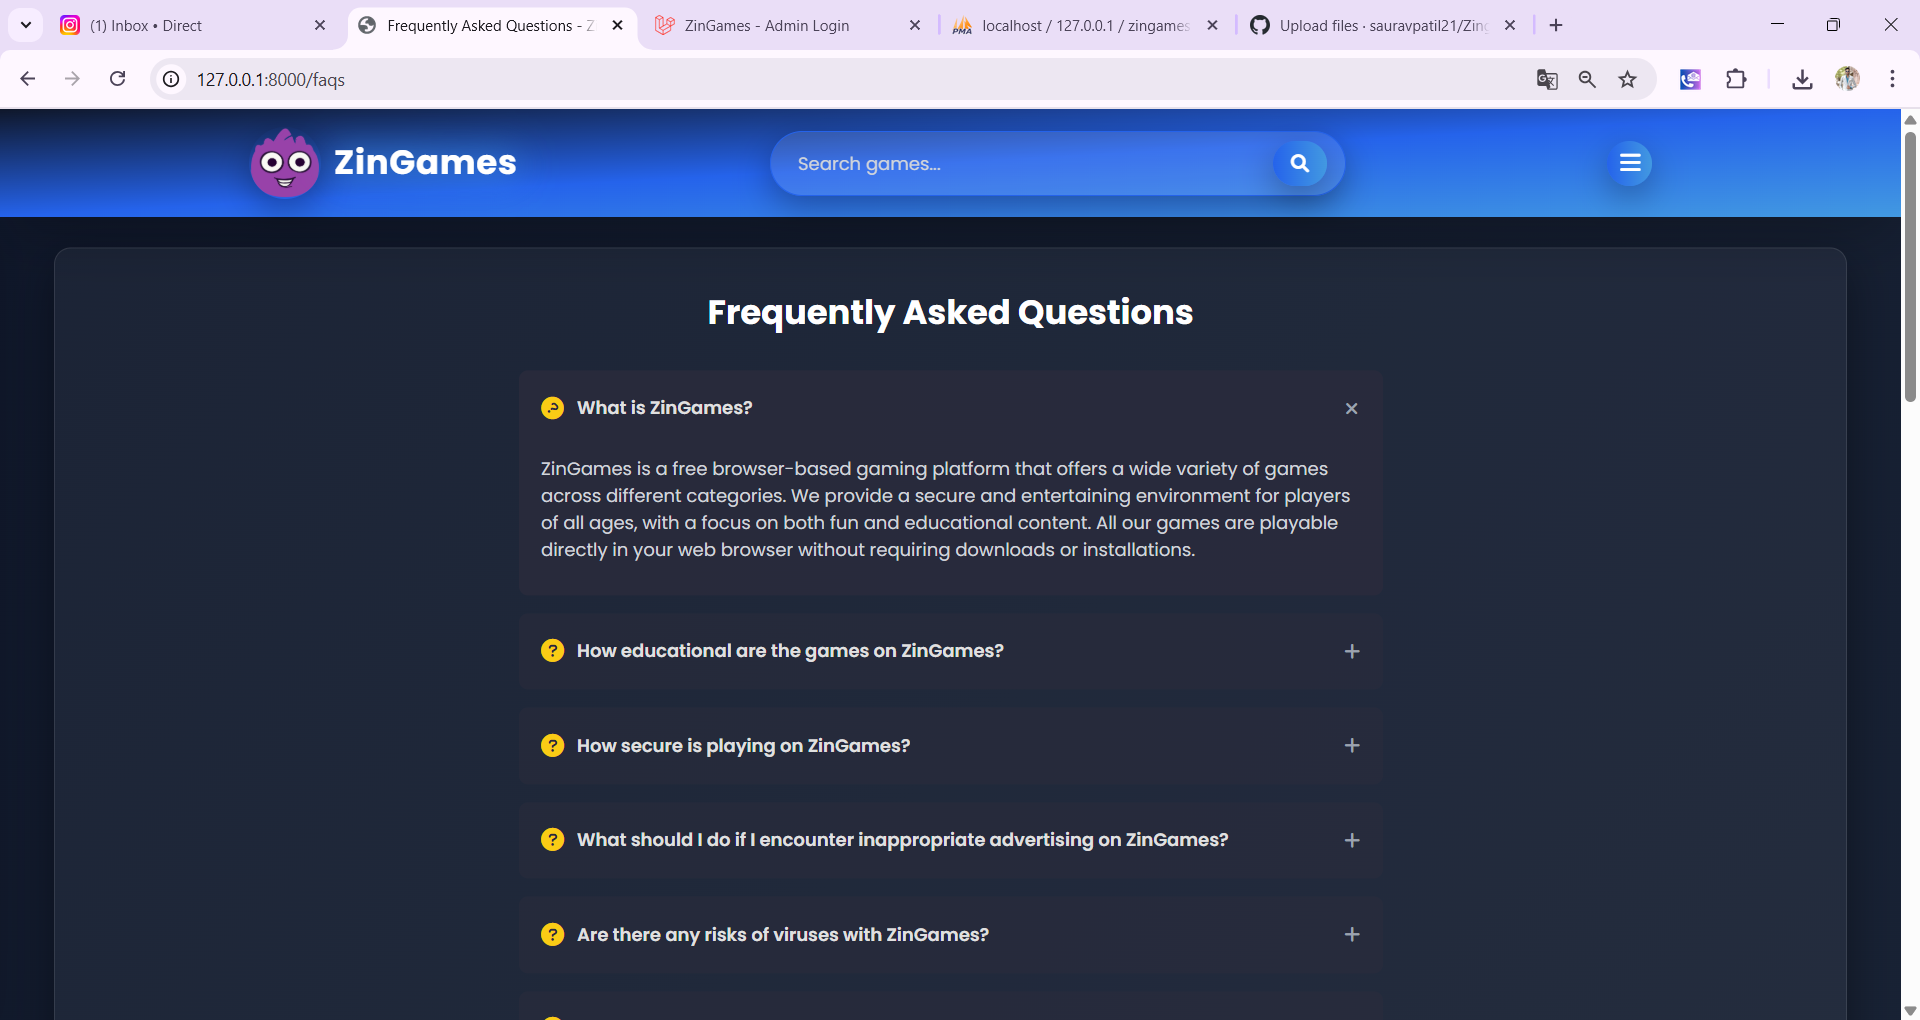 (1) Inbox • Direct
Frequently Asked Questions - Z
ZinGames - Admin Login
PMA
localhost / 127.0.0.1 / zingames
Upload files · sauravpatil21/Zing
127.0.0.1:8000/faqs
ZinGames
Search games...
Frequently Asked Questions
? What is ZinGames?
ZinGames is a free browser-based gaming platform that offers a wide variety of games
across different categories. We provide a secure and entertaining environment for players
of all ages, with a focus on both fun and educational content. All our games are playable
directly in your web browser without requiring downloads or installations.
? How educational are the games on ZinGames?
? How secure is playing on ZinGames?
? What should I do if I encounter inappropriate advertising on ZinGames?
? Are there any risks of viruses with ZinGames?